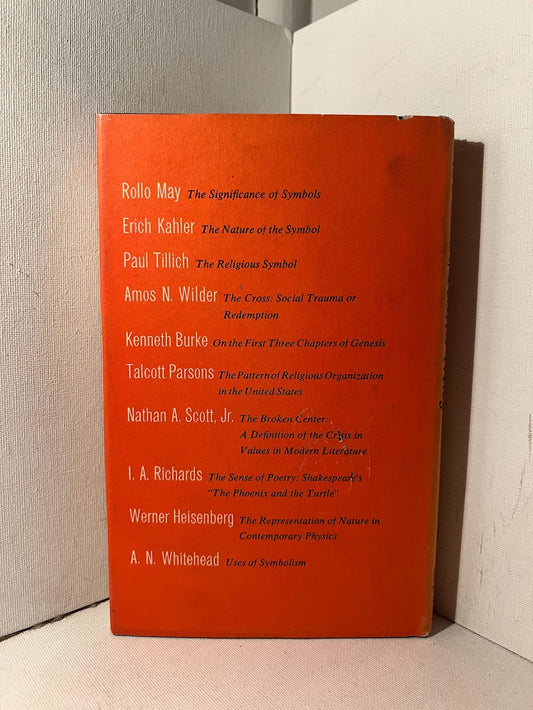 Rollo May The Significance of Symbols
Erich Kahler The Nature of the Symbol
Paul Tillich The Religious Symbol
Amos N. Wilder The Cross: Social Trauma or
Redemption
Kenneth Burke On the First Three Chapters of Genesis
Talcott Parsons The Pattern of Religious Organization
in the United States
Nathan A. Scott, Jr. The Broken Center:
A Definition of the Crisis in
Values in Modern Literature
I. A. Richards The Sense of Poetry: Shakespeare's
"The Phoenix and the Turtle"
Werner Heisenberg The Representation of Nature in
Contemporary Physics
A. N. Whitehead Uses of Symbolism